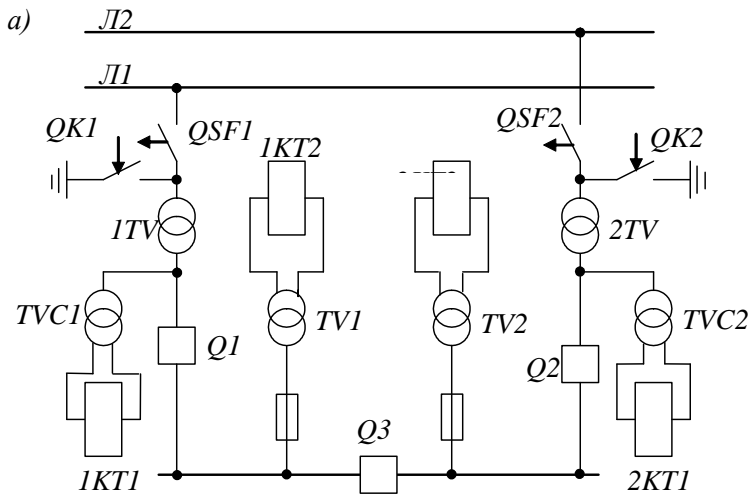 а)
Л2
Л1
QK1
QSF1
1KT2
QSF2
QK2
1TV
2TV
TVC1
Q1
TV1
TV2
Q2
TVC2
Q3
1KT1
2KT1